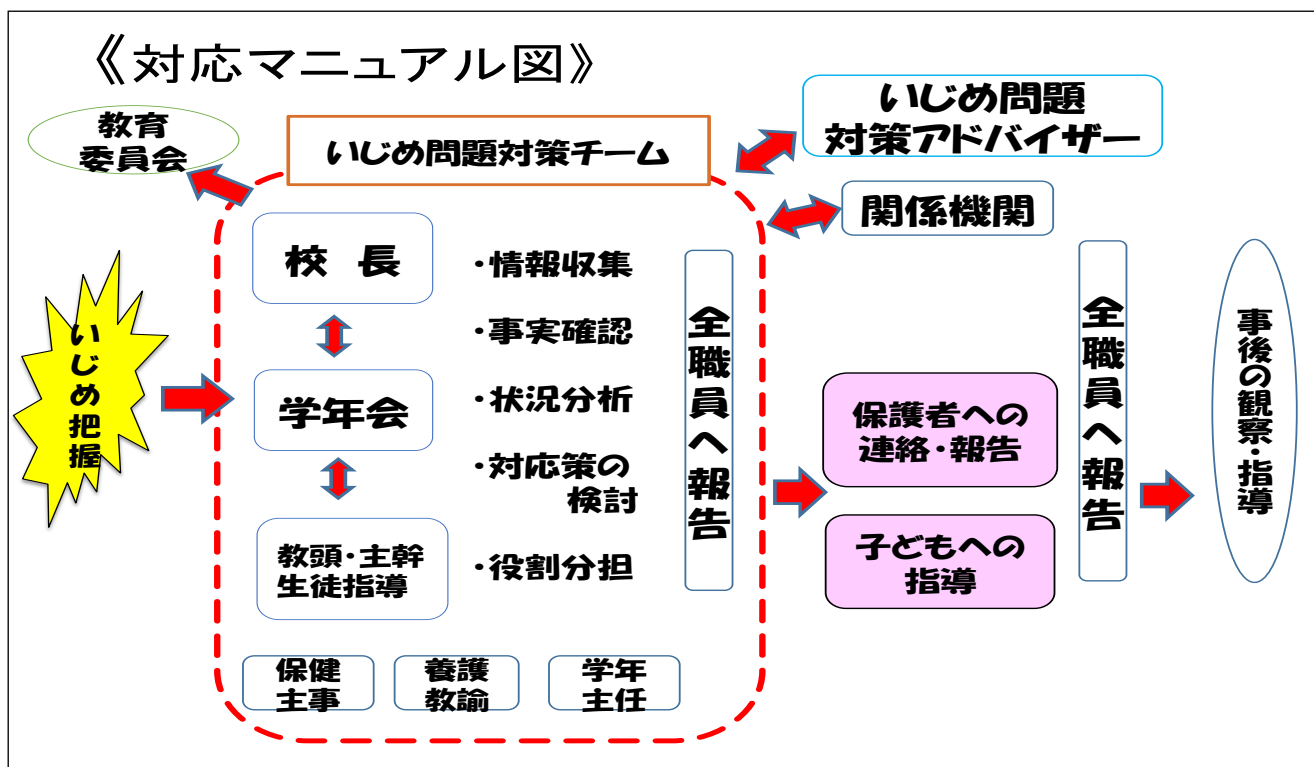 《対応マニュアル図》
教育
委員会
いじめ問題対策チーム
いじめ問題
対策アドバイザー
関係機関
いじめ把握
校 長
学年会
教頭・主幹
生徒指導
・情報収集
・事実確認
・状況分析
・対応策の
検討
・役割分担
全職員へ報告
保健
主事
養護
教諭
学年
主任
保護者への
連絡・報告
子どもへの
指導
全職員へ報告
事後の観察・指導